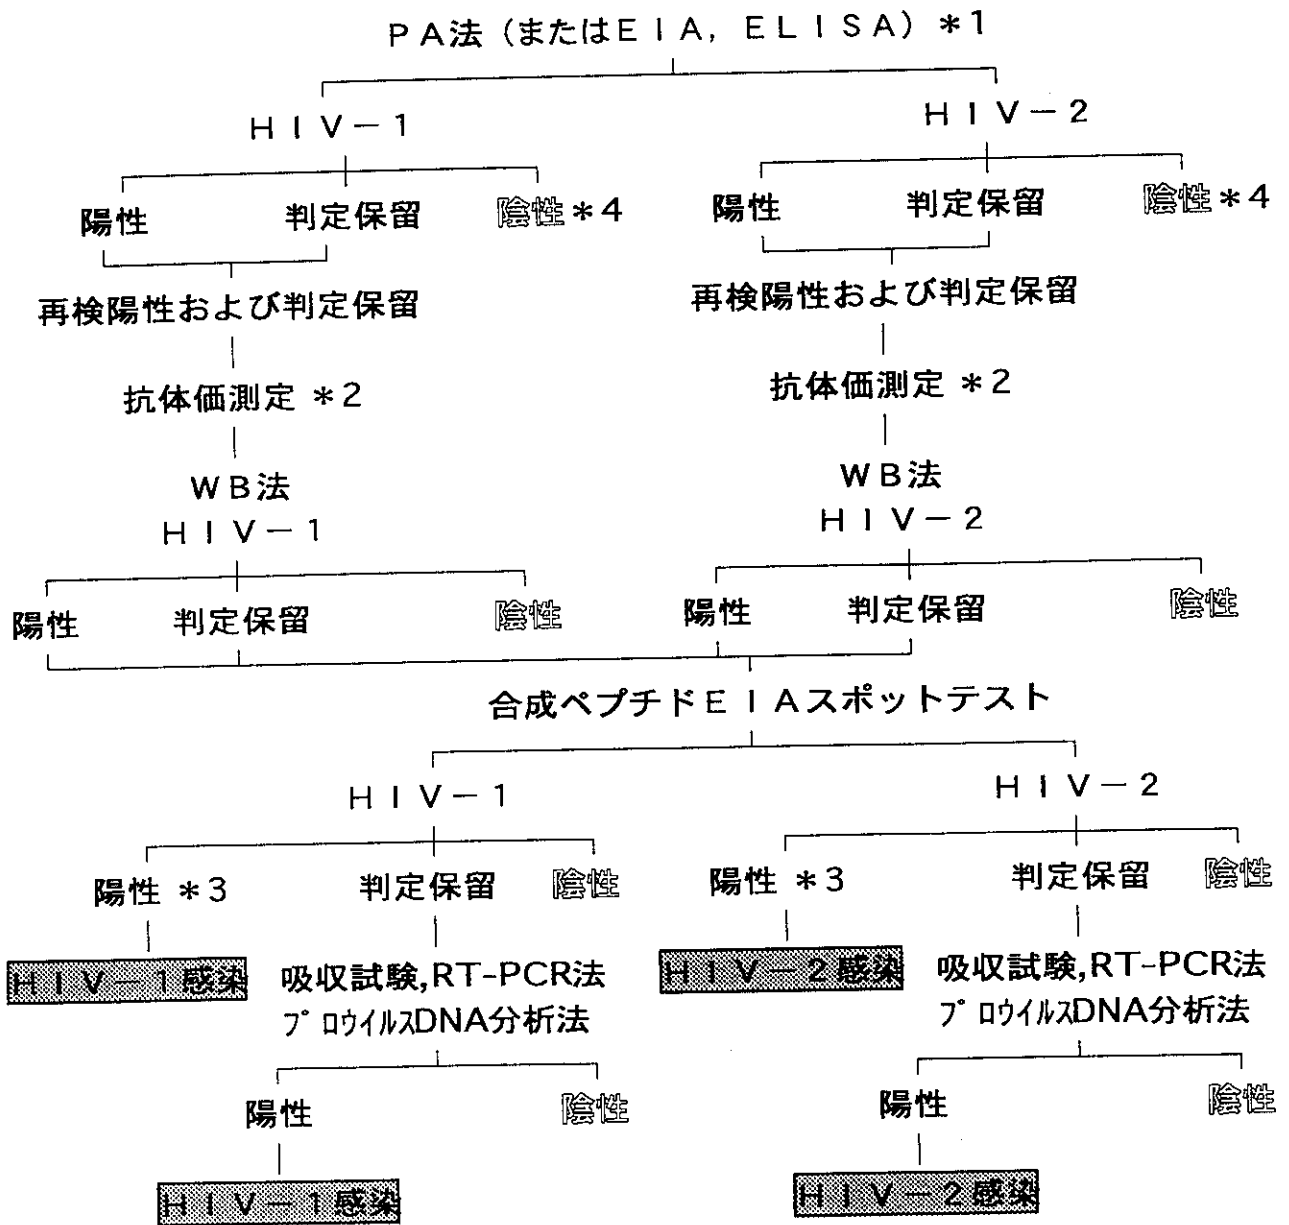 ＰＡ法（またはＥＩＡ，ＥＬＩＳＡ）＊1
ＨＩＶ－1 ＨＩＶ－2
陽性 判定保留 陰性＊4 陽性 判定保留 陰性＊4
再検陽性および判定保留 再検陽性および判定保留
抗体価測定 ＊2 抗体価測定 ＊2
ＷＢ法 ＷＢ法
ＨＩＶ－1 ＨＩＶ－2
陽性 判定保留 陰性 陽性 判定保留 陰性
合成ペプチドＥＩＡスポットテスト
ＨＩＶ－1 ＨＩＶ－2
陽性 ＊3 判定保留 陰性 陽性 ＊3 判定保留 陰性
ＨＩＶ－1感染 吸収試験,RT-PCR法 ＨＩＶ－2感染 吸収試験,RT-PCR法
ﾌﾟﾛｳｲﾙｽDNA分析法 ﾌﾟﾛｳｲﾙｽDNA分析法
陽性 陰性 陽性 陰性
ＨＩＶ－1感染 ＨＩＶ－2感染